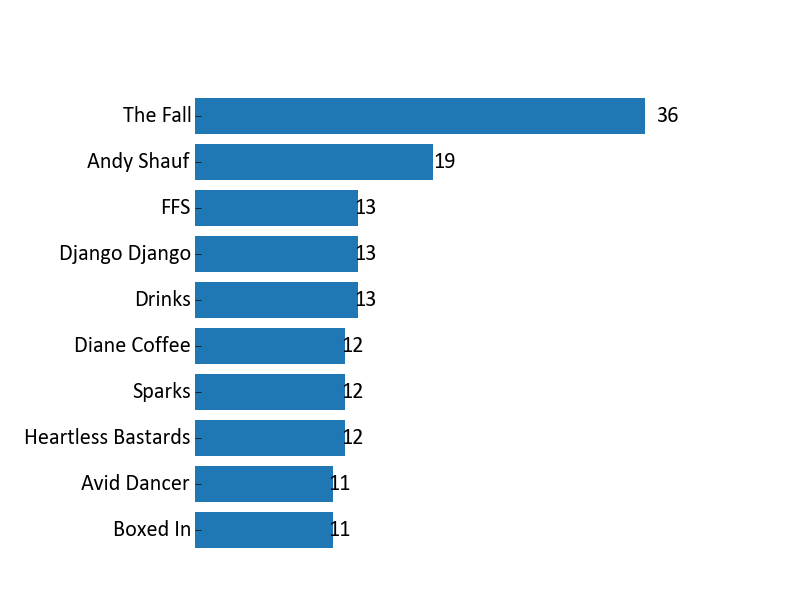 The Fall 36
Andy Shauf 19
FFS 13
Django Django 13
Drinks 13
Diane Coffee 12
Sparks 12
Heartless Bastards 12
Avid Dancer 11
Boxed In 11